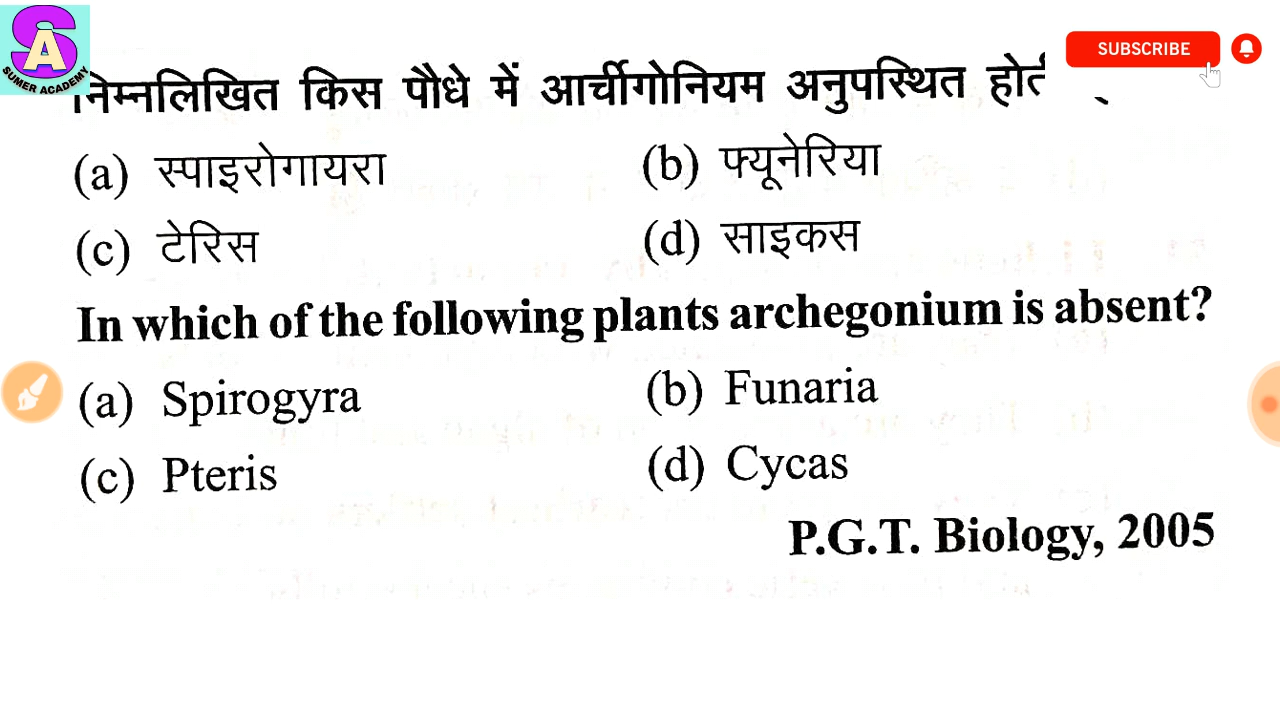 SA
SUMER ACADEMY
SUBSCRIBE
निम्नलिखित किस पौधे में आर्चीगोनियम अनुपस्थित
(a) स्पाइरोगायरा (b) फ्यूनेरिया
(c) टेरिस (d) साइकस
In which of the following plants archegonium is absent?
(a) Spirogyra (b) Funaria
(c) Pteris (d) Cycas
P.G.T. Biology, 2005